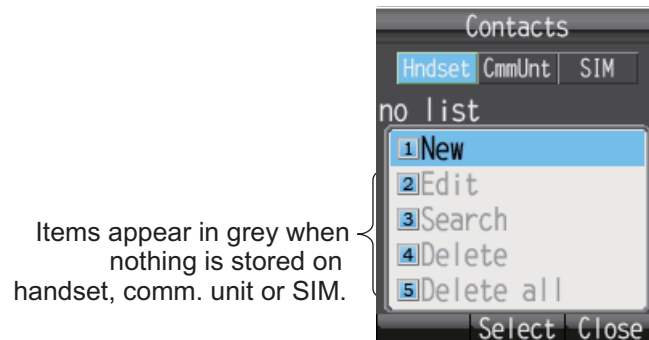 Contacts
Hndset CmmUnt SIM
no list
1 New
2 Edit
3 Search
4 Delete
5 Delete all
Select Close
Items appear in grey when
nothing is stored on
handset, comm. unit or SIM.